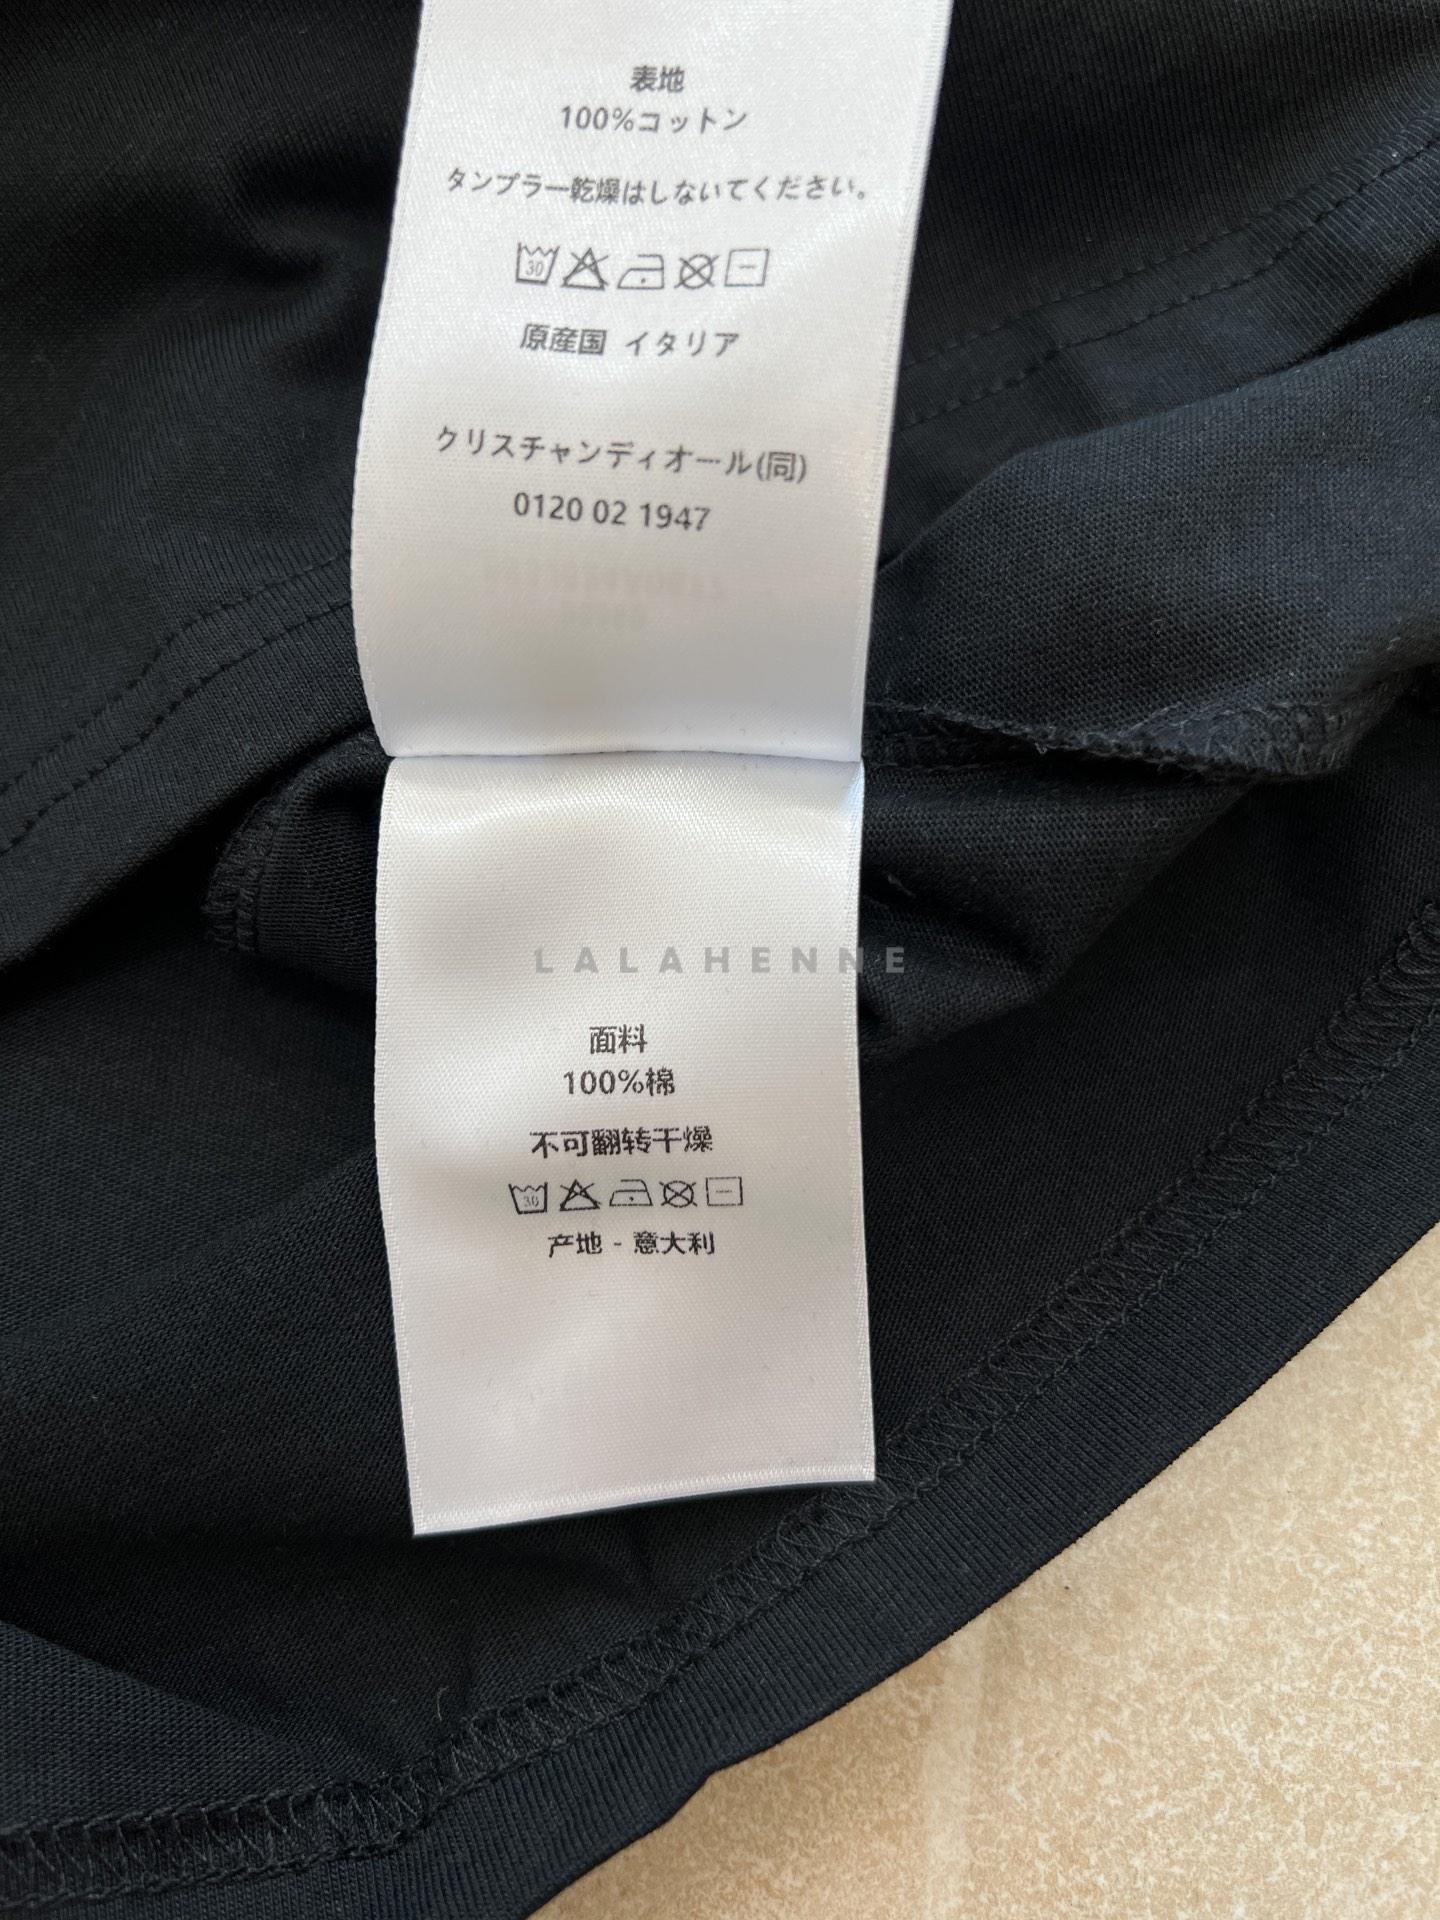 表地
100%コットン
タンブラー乾燥はしないてください。
30
原産国 イタリア
クリスチャンディオール(同)
0120 02 1947
LALAHENNE
面料
100%棉
不可翻转干燥
30
产地 - 意大利